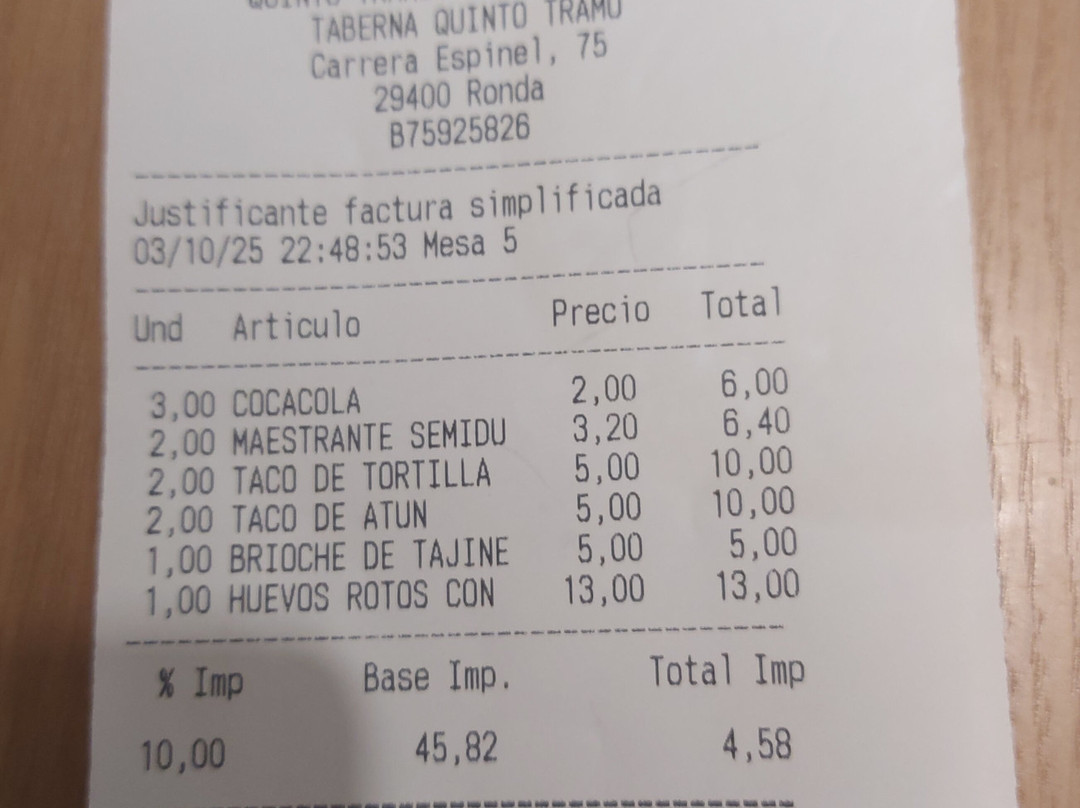 QUINTO
TABERNA QUINTO TRAMO
Carrera Espinel, 75
29400 Ronda
B75925826
Justificante factura simplificada
03/10/25 22:48:53 Mesa 5
Und Articulo Precio Total
3,00 COCACOLA 2,00 6,00
2,00 MAESTRANTE SEMIDU 3,20 6,40
2,00 TACO DE TORTILLA 5,00 10,00
2,00 TACO DE ATUN 5,00 10,00
1,00 BRIOCHE DE TAJINE 5,00 5,00
1,00 HUEVOS ROTOS CON 13,00 13,00
% Imp Base Imp. Total Imp
10,00 45,82 4,58